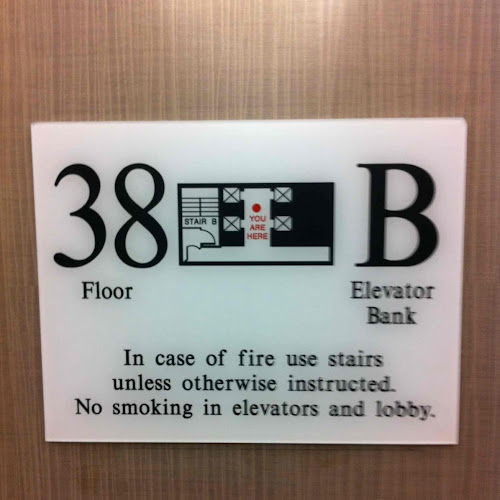 38
Floor
STAIR B
YOU
ARE
HERE
B
Elevator
Bank
In case of fire use stairs
unless otherwise instructed.
No smoking in elevators and lobby.